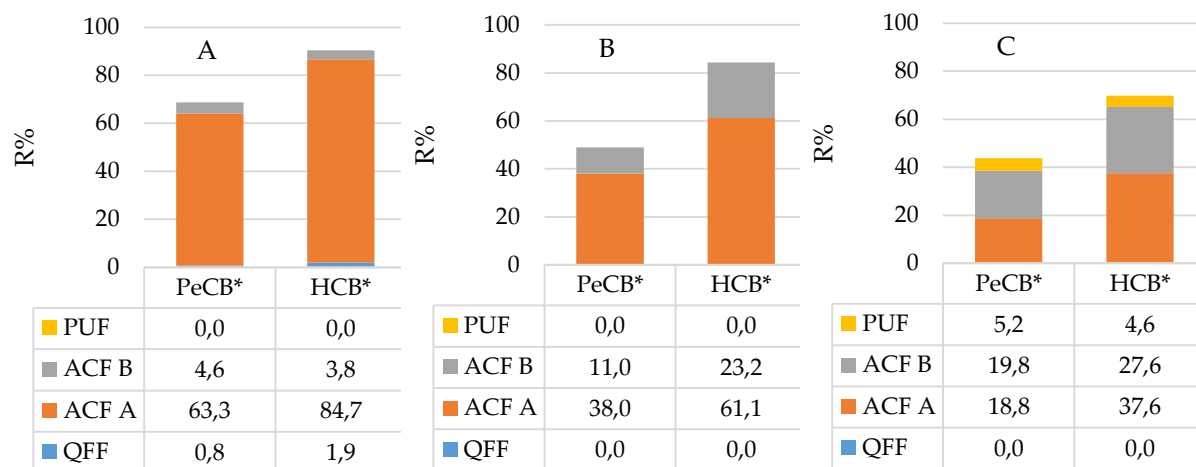 A
R%
100
80
60
40
20
0
PeCB* HCB*
PUF 0,0 0,0
ACF B 4,6 3,8
ACF A 63,3 84,7
QFF 0,8 1,9
B
R%
100
80
60
40
20
0
PeCB* HCB*
PUF 0,0 0,0
ACF B 11,0 23,2
ACF A 38,0 61,1
QFF 0,0 0,0
C
R%
100
80
60
40
20
0
PeCB* HCB*
PUF 5,2 4,6
ACF B 19,8 27,6
ACF A 18,8 37,6
QFF 0,0 0,0